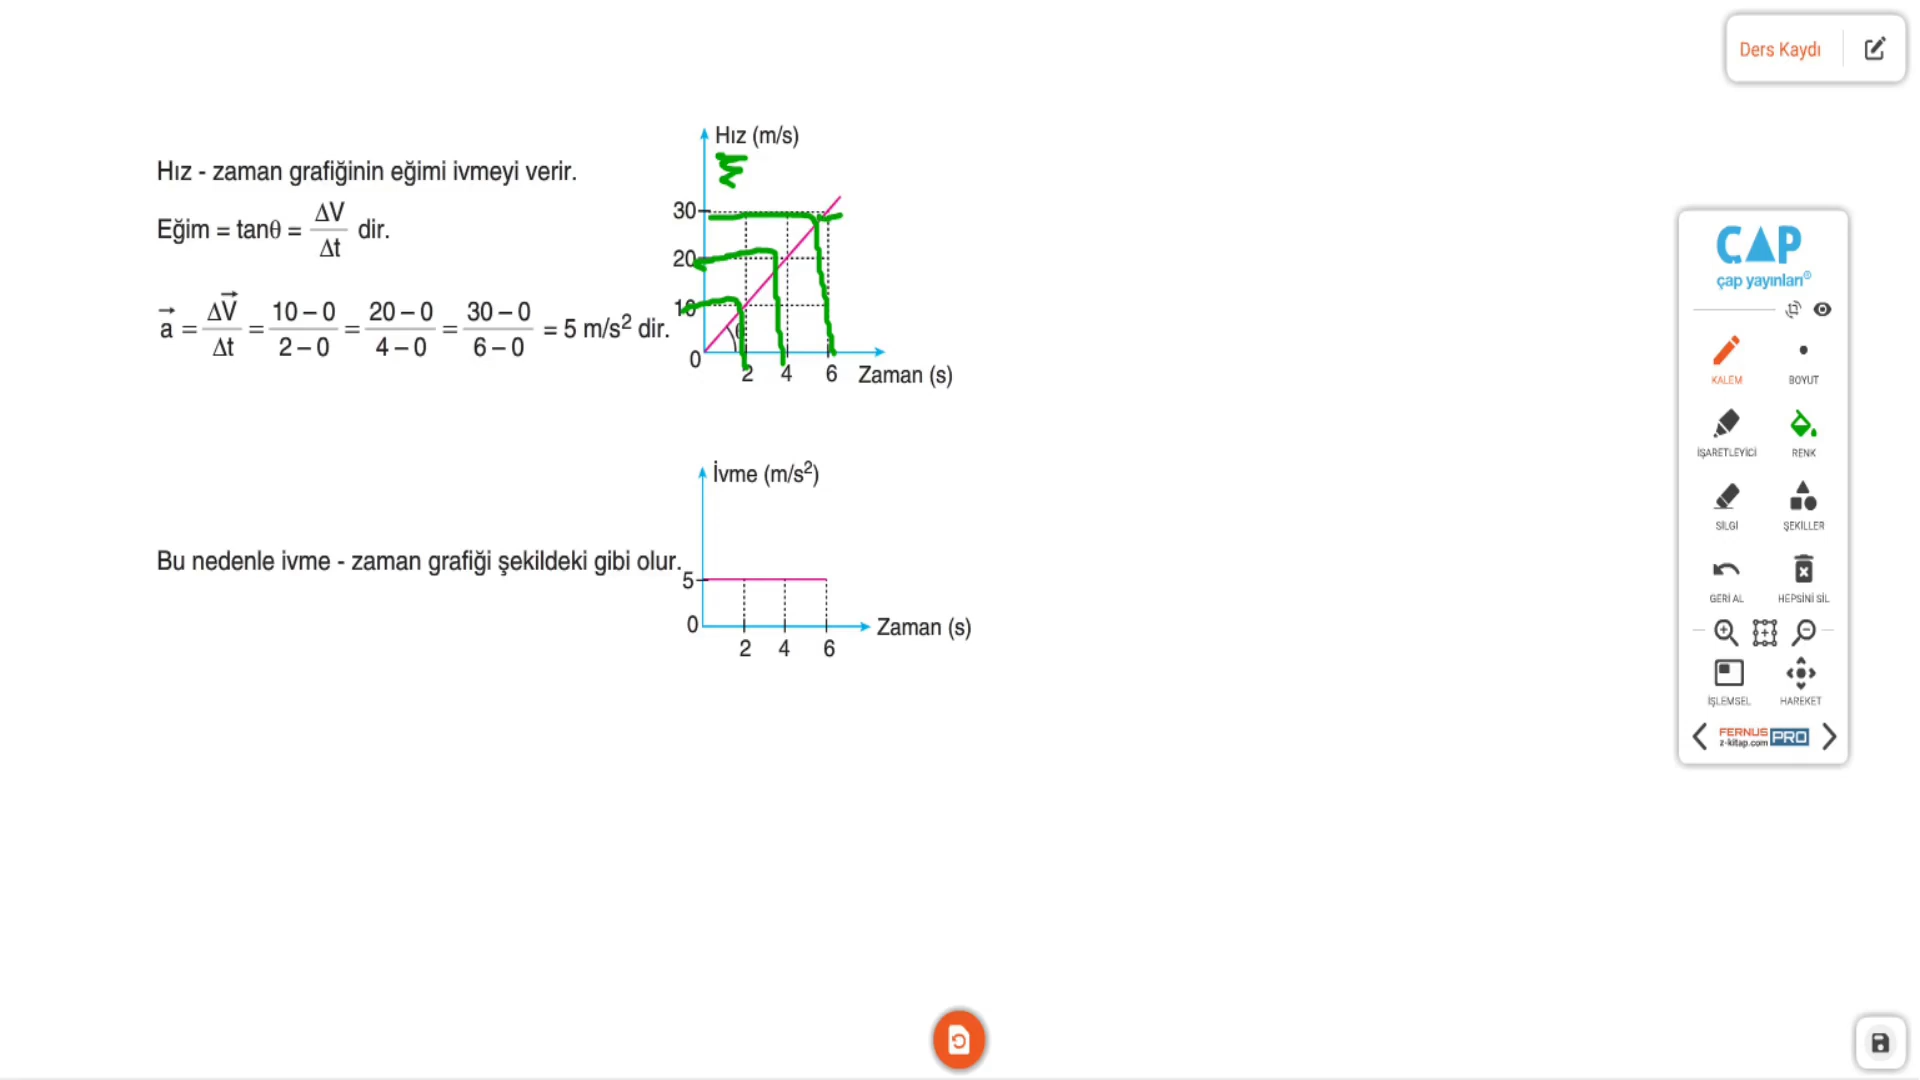 Ders Kaydı
Hız (m/s)
Hız - zaman grafiğinin eğimi ivmeyi verir.
Eğim = tanθ = ΔV/Δt dir.
a = ΔV/Δt = 10 – 0/2 – 0 = 20 – 0/4 – 0 = 30 – 0/6 – 0 = 5 m/s² dir.
30
20
10
0
2 4 6 Zaman (s)
İvme (m/s²)
Bu nedenle ivme - zaman grafiği şekildeki gibi olur.
5
0
Zaman (s)
2 4 6
ÇAP
çap yayınları®
KALEM BOYUT
İŞARETLEYİCİ RENK
SİLGİ ŞEKİLLER
GERİ AL HEPSİNİ SİL
İŞLEMSEL HAREKET
FERNUS PRO
z-kitap.com